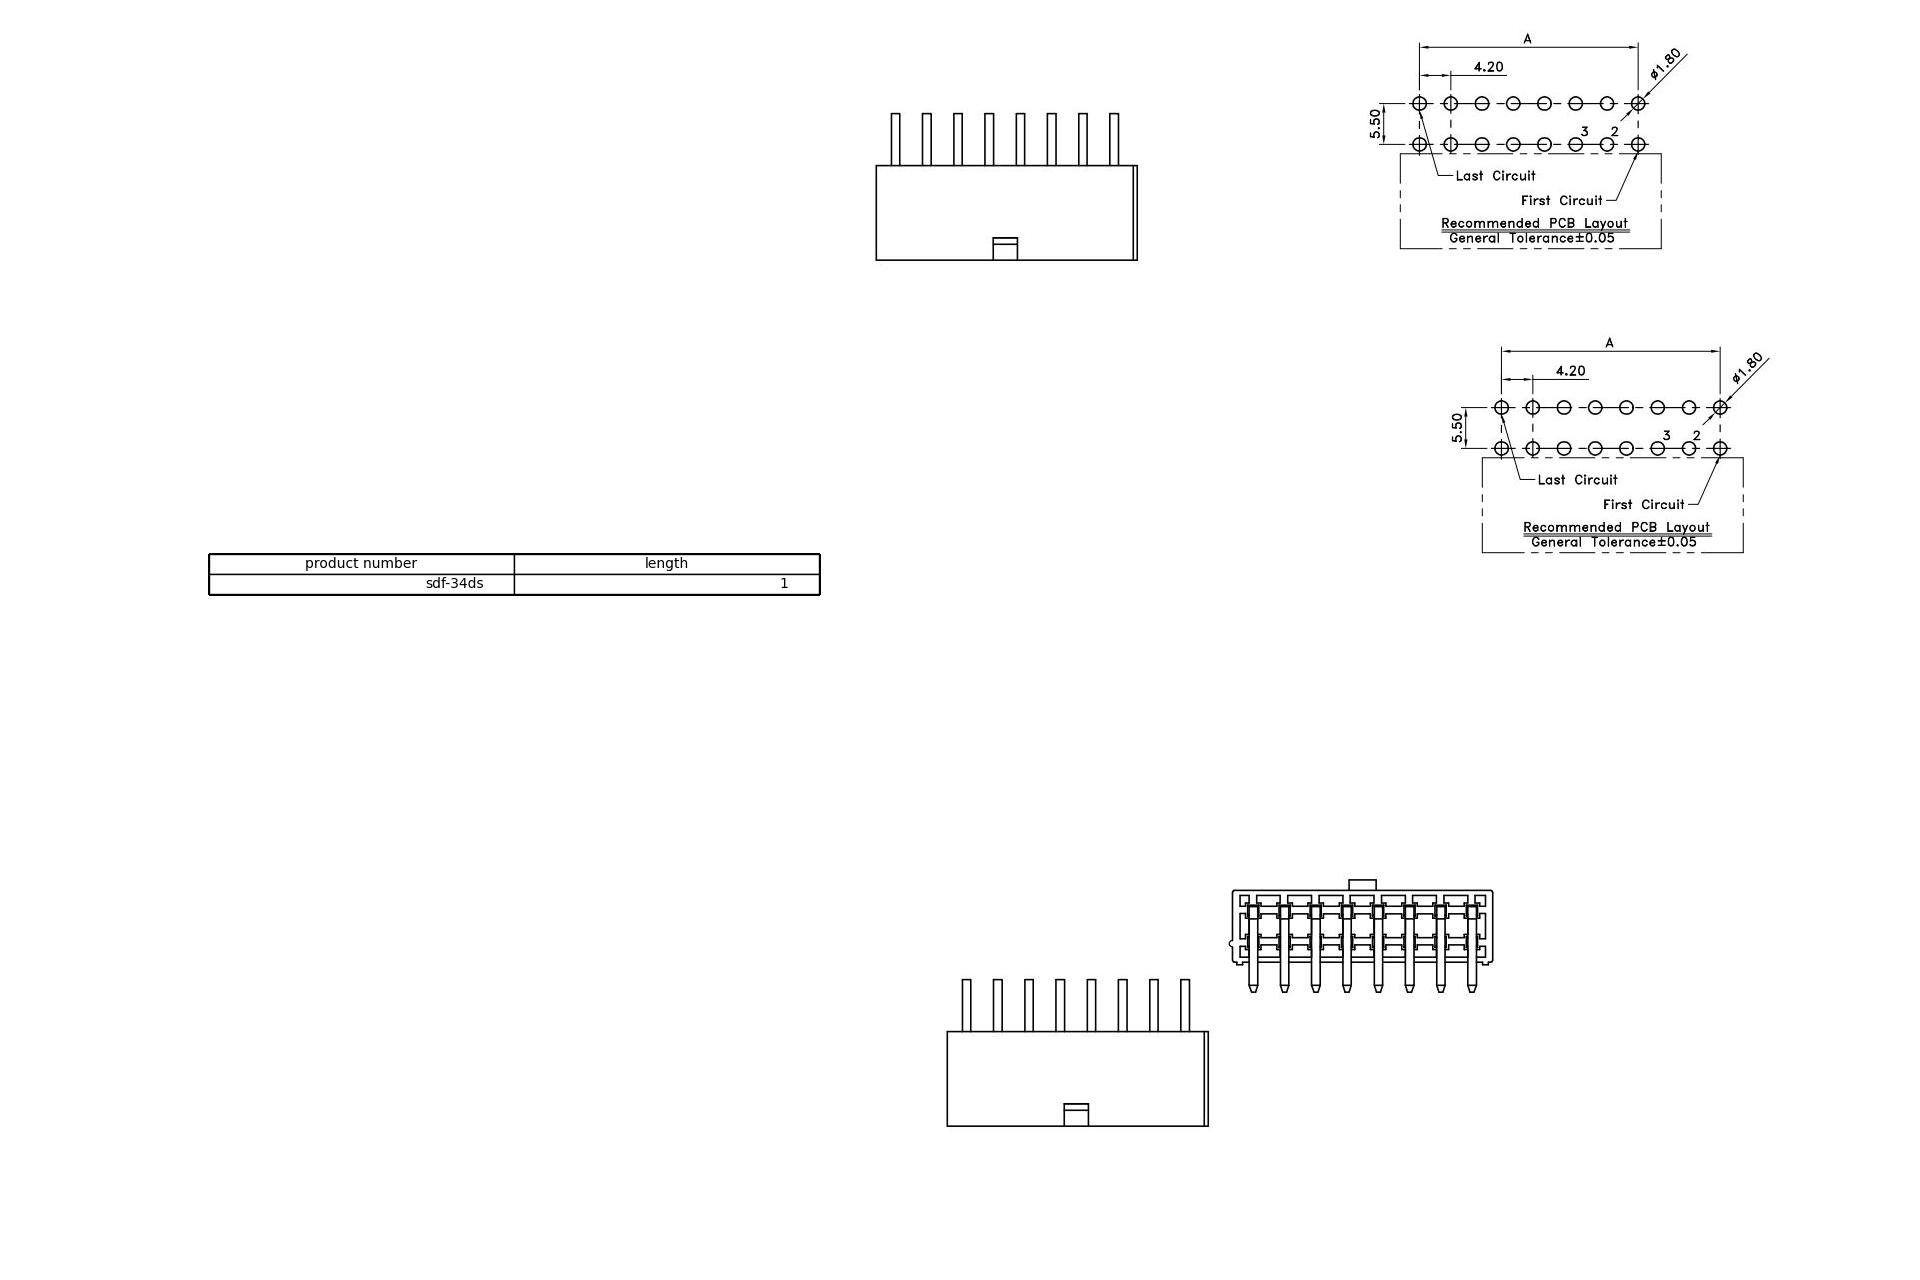 A
4.20
ø1.80
5.50
3 2
Last Circuit
First Circuit
Recommended PCB Layout
General Tolerance±0.05
A
4.20
ø1.80
5.50
3 2
Last Circuit
First Circuit
Recommended PCB Layout
General Tolerance±0.05
product number length
sdf-34ds 1